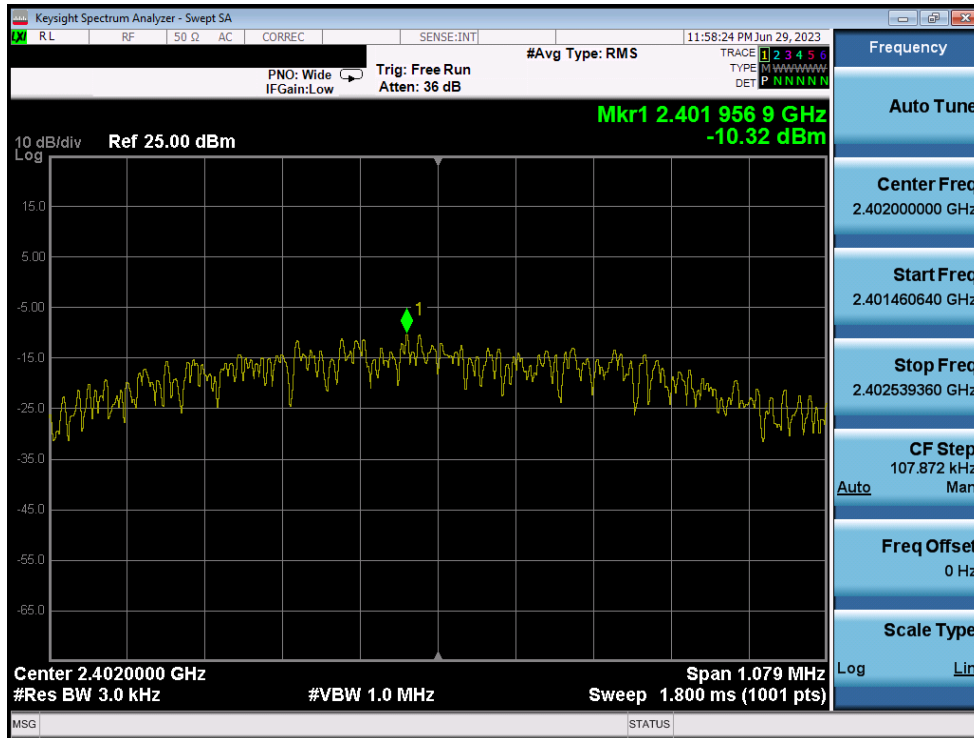 Keysight Spectrum Analyzer - Swept SA
LXI RL RF 50 Ω AC CORREC SENSE:INT 11:58:24 PM Jun 29, 2023
#Avg Type: RMS
TRACE 1 2 3 4 5 6
PNO: Wide Trig: Free Run
TYPE M WWWWW
IFGain:Low Atten: 36 dB
DET P N N N N N
Mkr1 2.401 956 9 GHz
-10.32 dBm
10 dB/div Ref 25.00 dBm
Log
15.0
5.00
-5.00
1
-15.0
-25.0
-35.0
-45.0
-55.0
-65.0
Center 2.4020000 GHz Span 1.079 MHz
#Res BW 3.0 kHz #VBW 1.0 MHz Sweep 1.800 ms (1001 pts)
MSG STATUS
Frequency
Auto Tune
Center Freq
2.402000000 GHz
Start Freq
2.401460640 GHz
Stop Freq
2.402539360 GHz
CF Step
107.872 kHz
Auto Man
Freq Offset
0 Hz
Scale Type
Log Lin